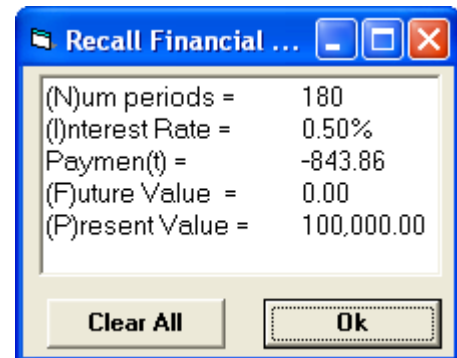 Recall Financial ...
(N)um periods = 180
(I)nterest Rate = 0.50%
Paymen(t) = -843.86
(F)uture Value = 0.00
(P)resent Value = 100,000.00
Clear All Ok